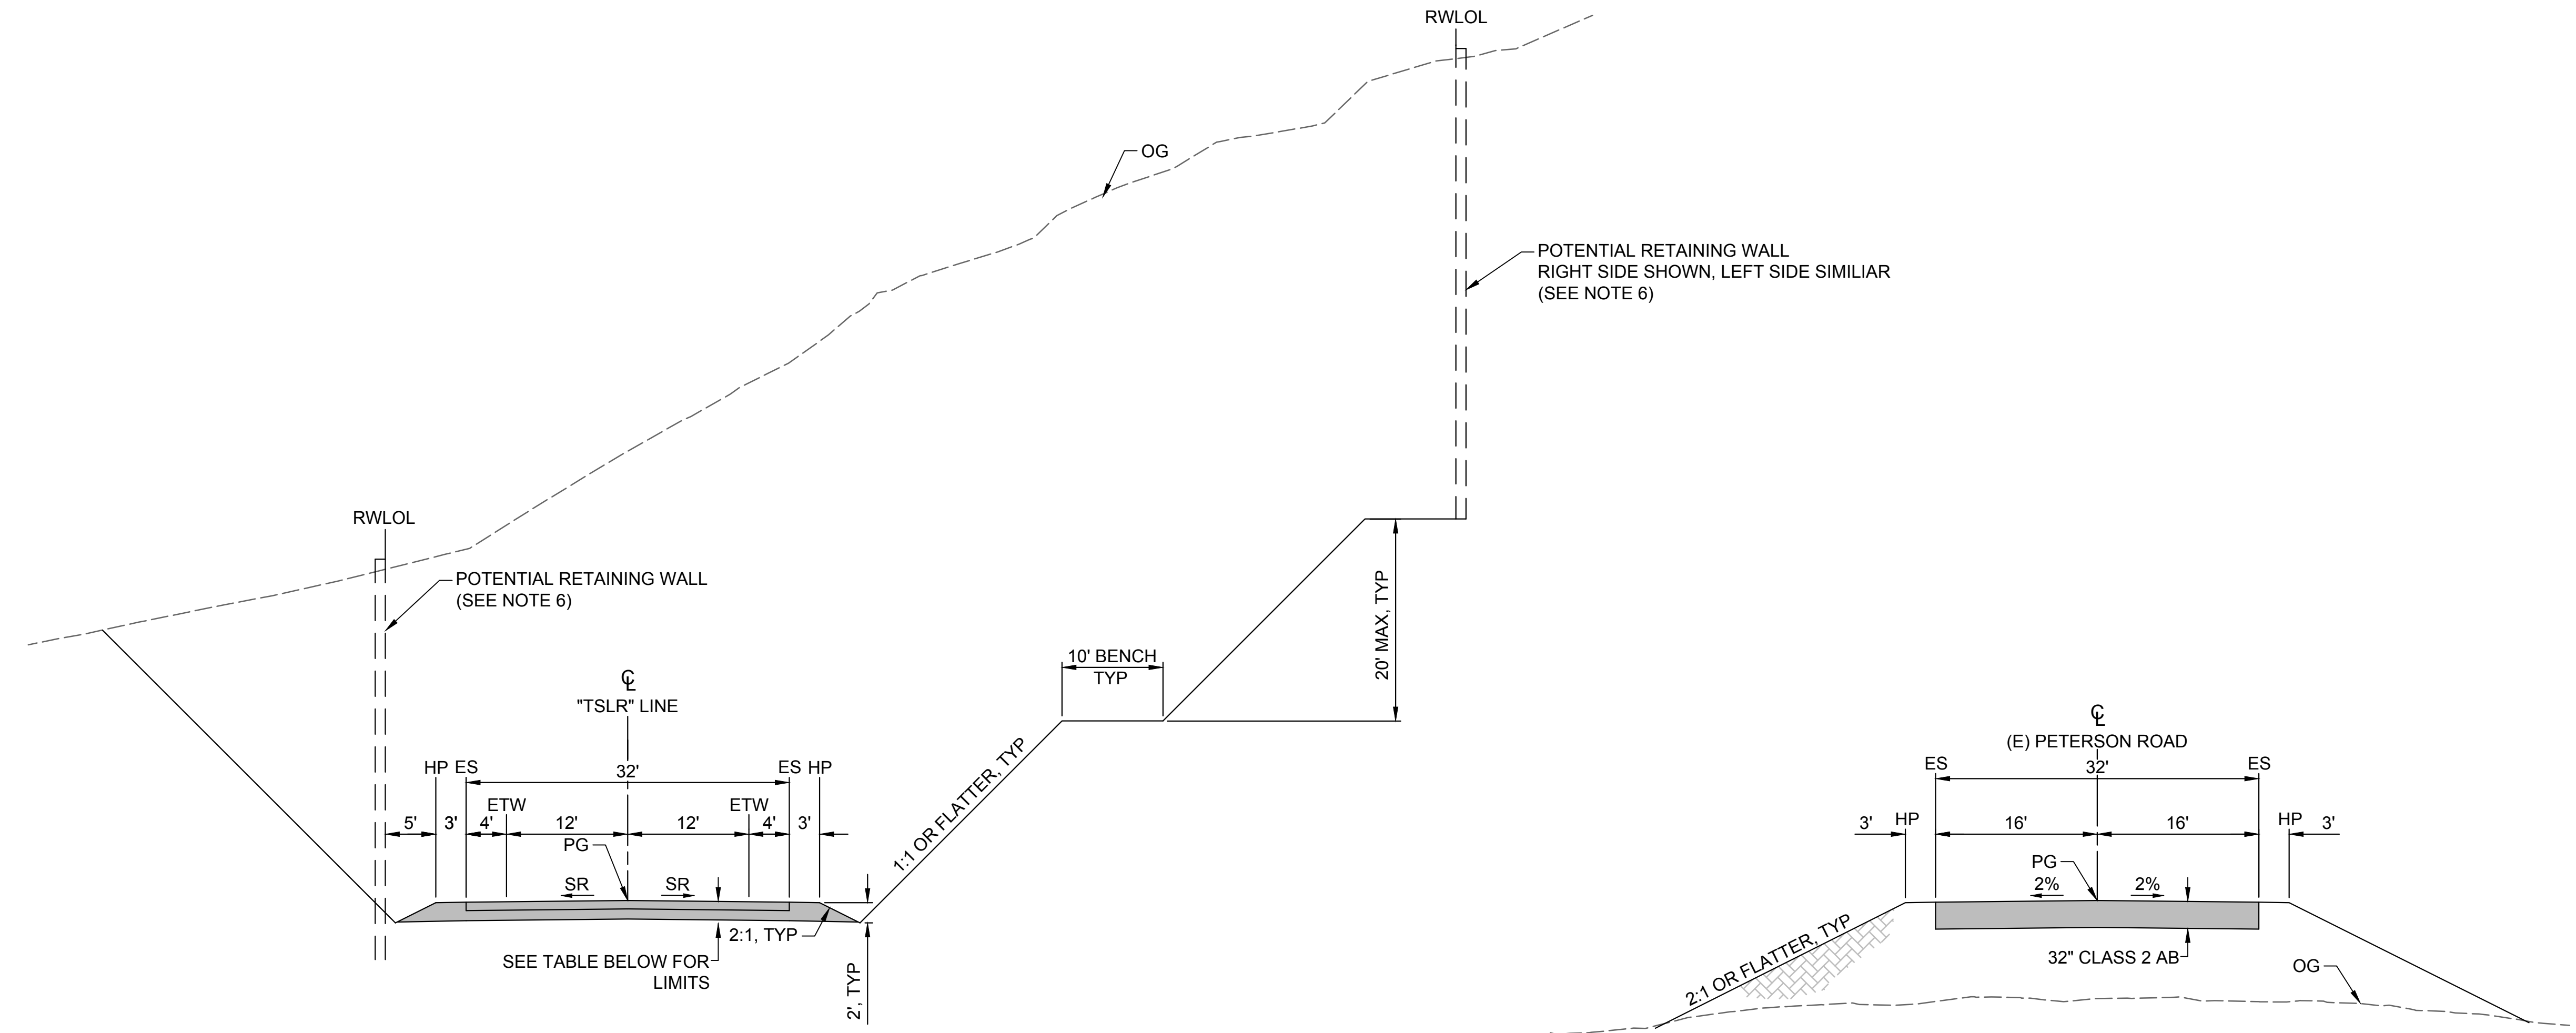 RWLOL
OG
POTENTIAL RETAINING WALL
RIGHT SIDE SHOWN, LEFT SIDE SIMILIAR
(SEE NOTE 6)
RWLOL
POTENTIAL RETAINING WALL
(SEE NOTE 6)
20' MAX, TYP
10' BENCH
TYP
℄
"TSLR" LINE
HP ES
32'
ES HP
ETW
ETW
5'
3'
4'
12'
12'
4'
3'
PG
SR
SR
1:1 OR FLATTER, TYP
2:1, TYP
SEE TABLE BELOW FOR
LIMITS
2', TYP
℄
(E) PETERSON ROAD
ES
32'
ES
3'
HP
16'
16'
HP
3'
PG
2%
2%
2:1 OR FLATTER, TYP
32" CLASS 2 AB
OG